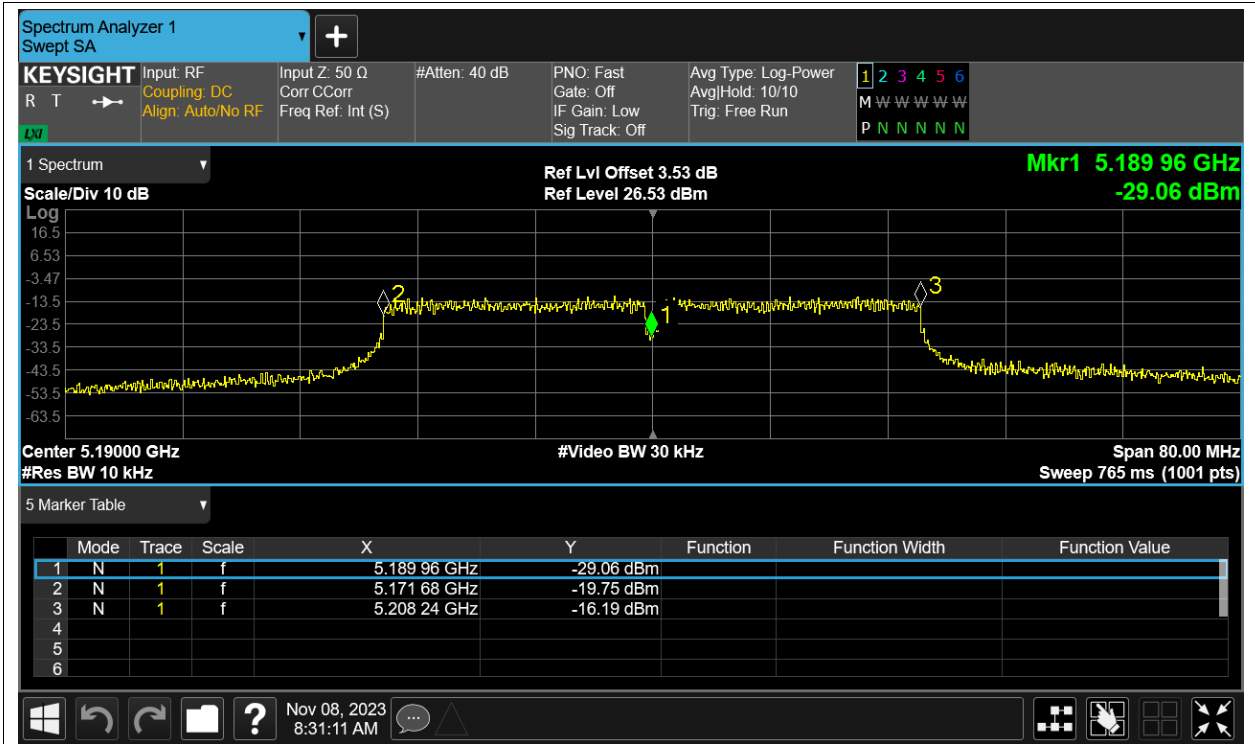 Spectrum Analyzer 1
Swept SA
KEYSIGHT
R T
LXI
Input: RF
Coupling: DC
Align: Auto/No RF
Input Z: 50 Ω
Corr CCorr
Freq Ref: Int (S)
#Atten: 40 dB
PNO: Fast
Gate: Off
IF Gain: Low
Sig Track: Off
Avg Type: Log-Power
Avg|Hold: 10/10
Trig: Free Run
1 2 3 4 5 6
M W W W W W
P N N N N N
1 Spectrum
Scale/Div 10 dB
Ref Lvl Offset 3.53 dB
Ref Level 26.53 dBm
Mkr1 5.189 96 GHz
-29.06 dBm
Log
16.5
6.53
-3.47
-13.5
-23.5
-33.5
-43.5
-53.5
-63.5
2
1
3
Center 5.19000 GHz
#Video BW 30 kHz
Span 80.00 MHz
#Res BW 10 kHz
Sweep 765 ms (1001 pts)
5 Marker Table
Mode Trace Scale X Y Function Function Width Function Value
1 N 1 f 5.189 96 GHz -29.06 dBm
2 N 1 f 5.171 68 GHz -19.75 dBm
3 N 1 f 5.208 24 GHz -16.19 dBm
4
5
6
?
Nov 08, 2023
8:31:11 AM